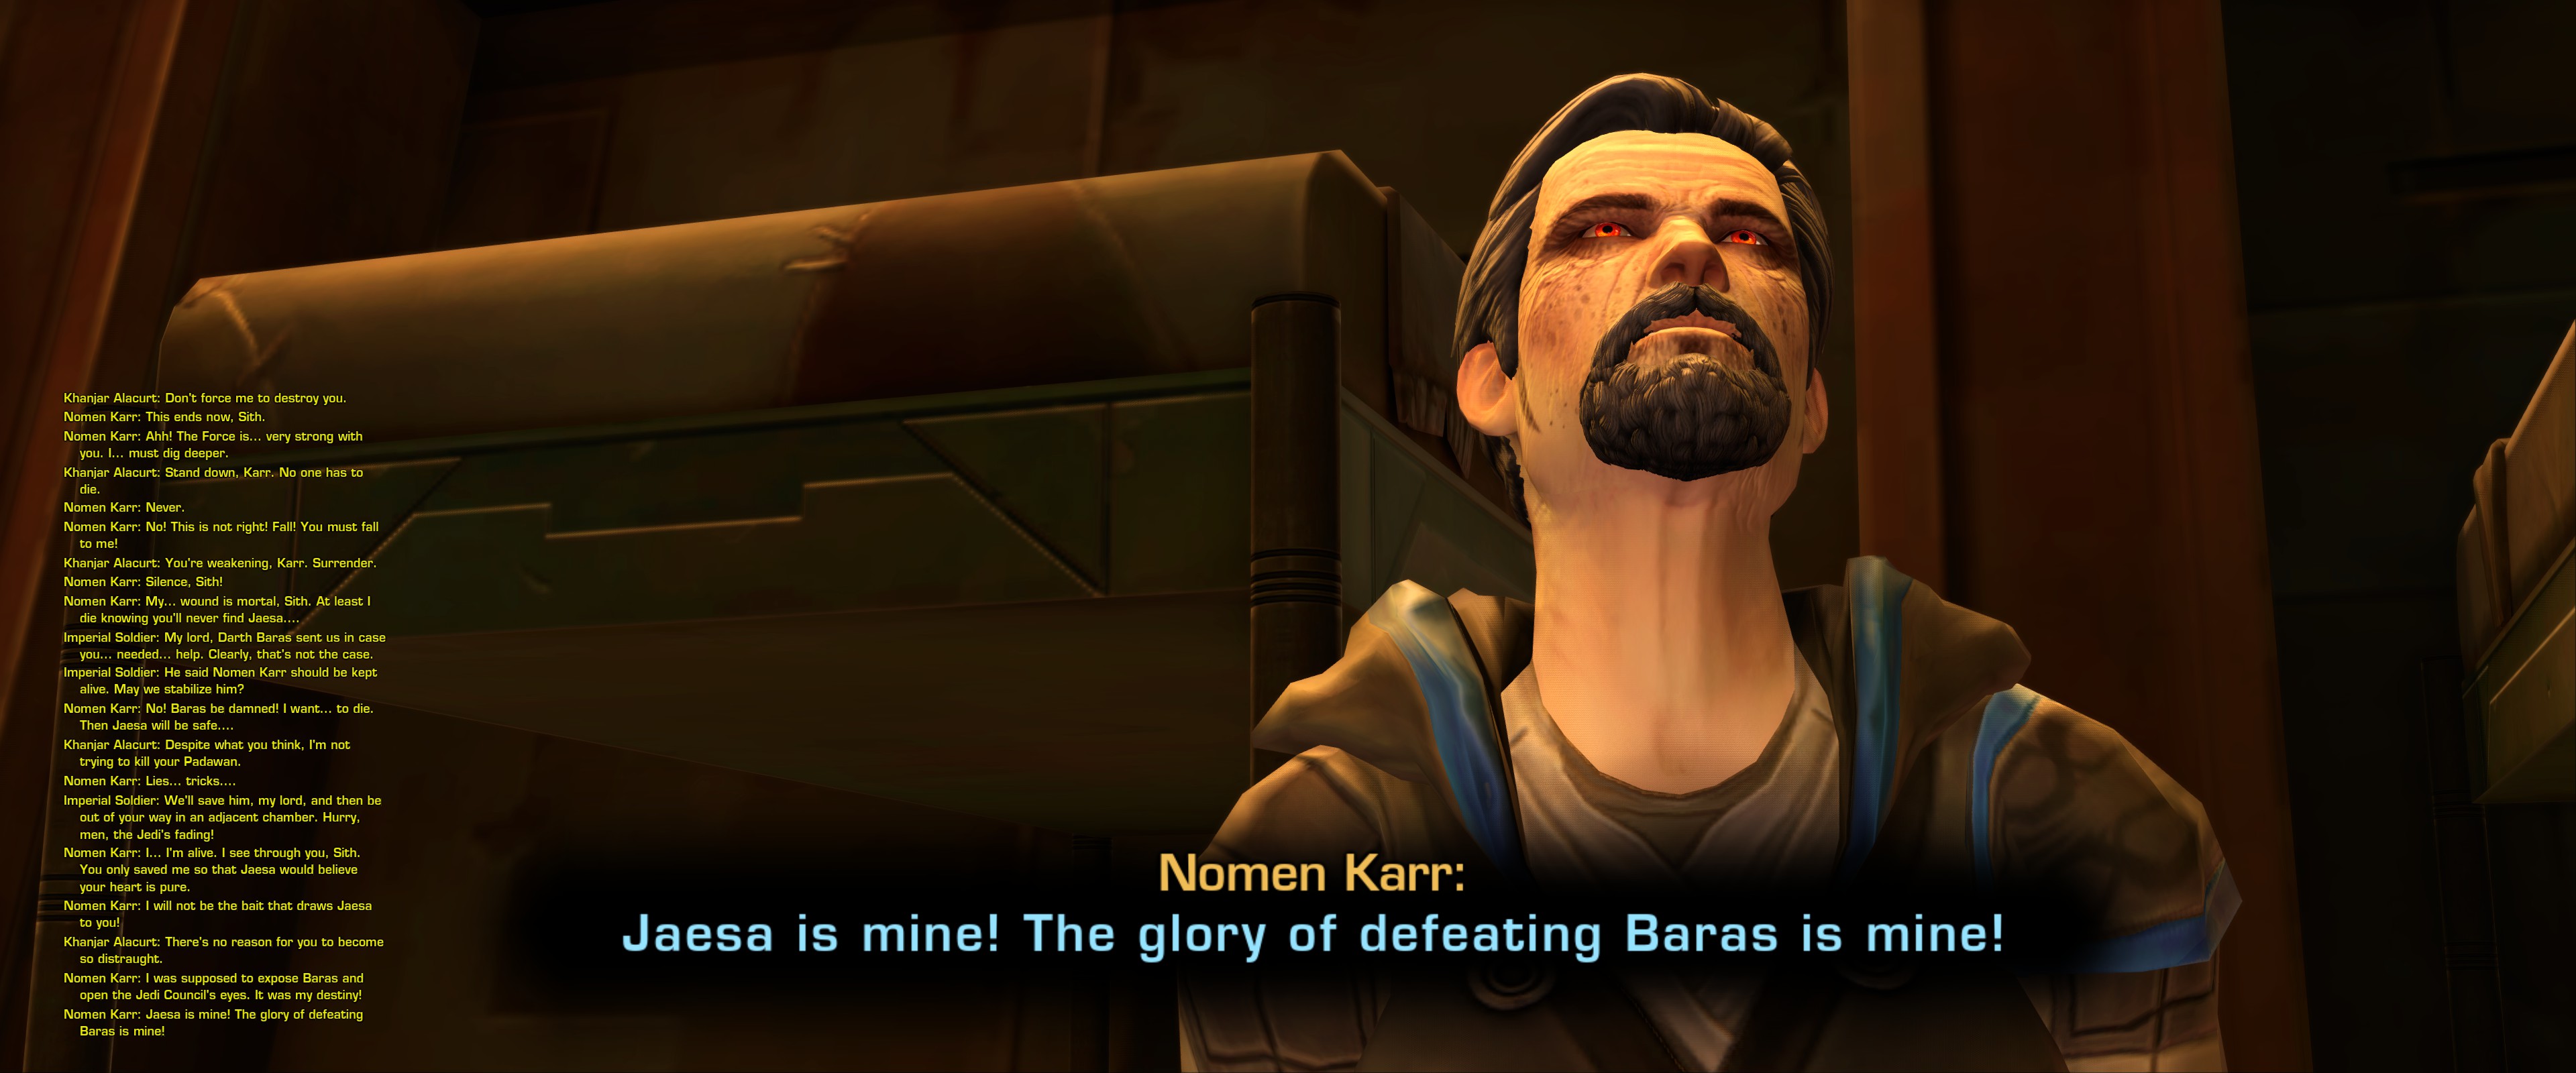 Khanjar Alacurt: Don't force me to destroy you.
Nomen Karr: This ends now, Sith.
Nomen Karr: Ahh! The Force is... very strong with
you. I... must dig deeper.
Khanjar Alacurt: Stand down, Karr. No one has to
die.
Nomen Karr: Never.
Nomen Karr: No! This is not right! Fall! You must fall
to me!
Khanjar Alacurt: You're weakening, Karr. Surrender.
Nomen Karr: Silence, Sith!
Nomen Karr: My... wound is mortal, Sith. At least I
die knowing you'll never find Jaesa....
Imperial Soldier: My lord, Darth Baras sent us in case
you... needed... help. Clearly, that's not the case.
Imperial Soldier: He said Nomen Karr should be kept
alive. May we stabilize him?
Nomen Karr: No! Baras be damned! I want... to die.
Then Jaesa will be safe....
Khanjar Alacurt: Despite what you think, I'm not
trying to kill your Padawan.
Nomen Karr: Lies... tricks....
Imperial Soldier: We'll save him, my lord, and then be
out of your way in an adjacent chamber. Hurry,
men, the Jedi's fading!
Nomen Karr: I... I'm alive. I see through you, Sith.
You only saved me so that Jaesa would believe
your heart is pure.
Nomen Karr: I will not be the bait that draws Jaesa
to you!
Khanjar Alacurt: There's no reason for you to become
so distraught.
Nomen Karr: I was supposed to expose Baras and
open the Jedi Council's eyes. It was my destiny!
Nomen Karr: Jaesa is mine! The glory of defeating
Baras is mine!
Nomen Karr:
Jaesa is mine! The glory of defeating Baras is mine!